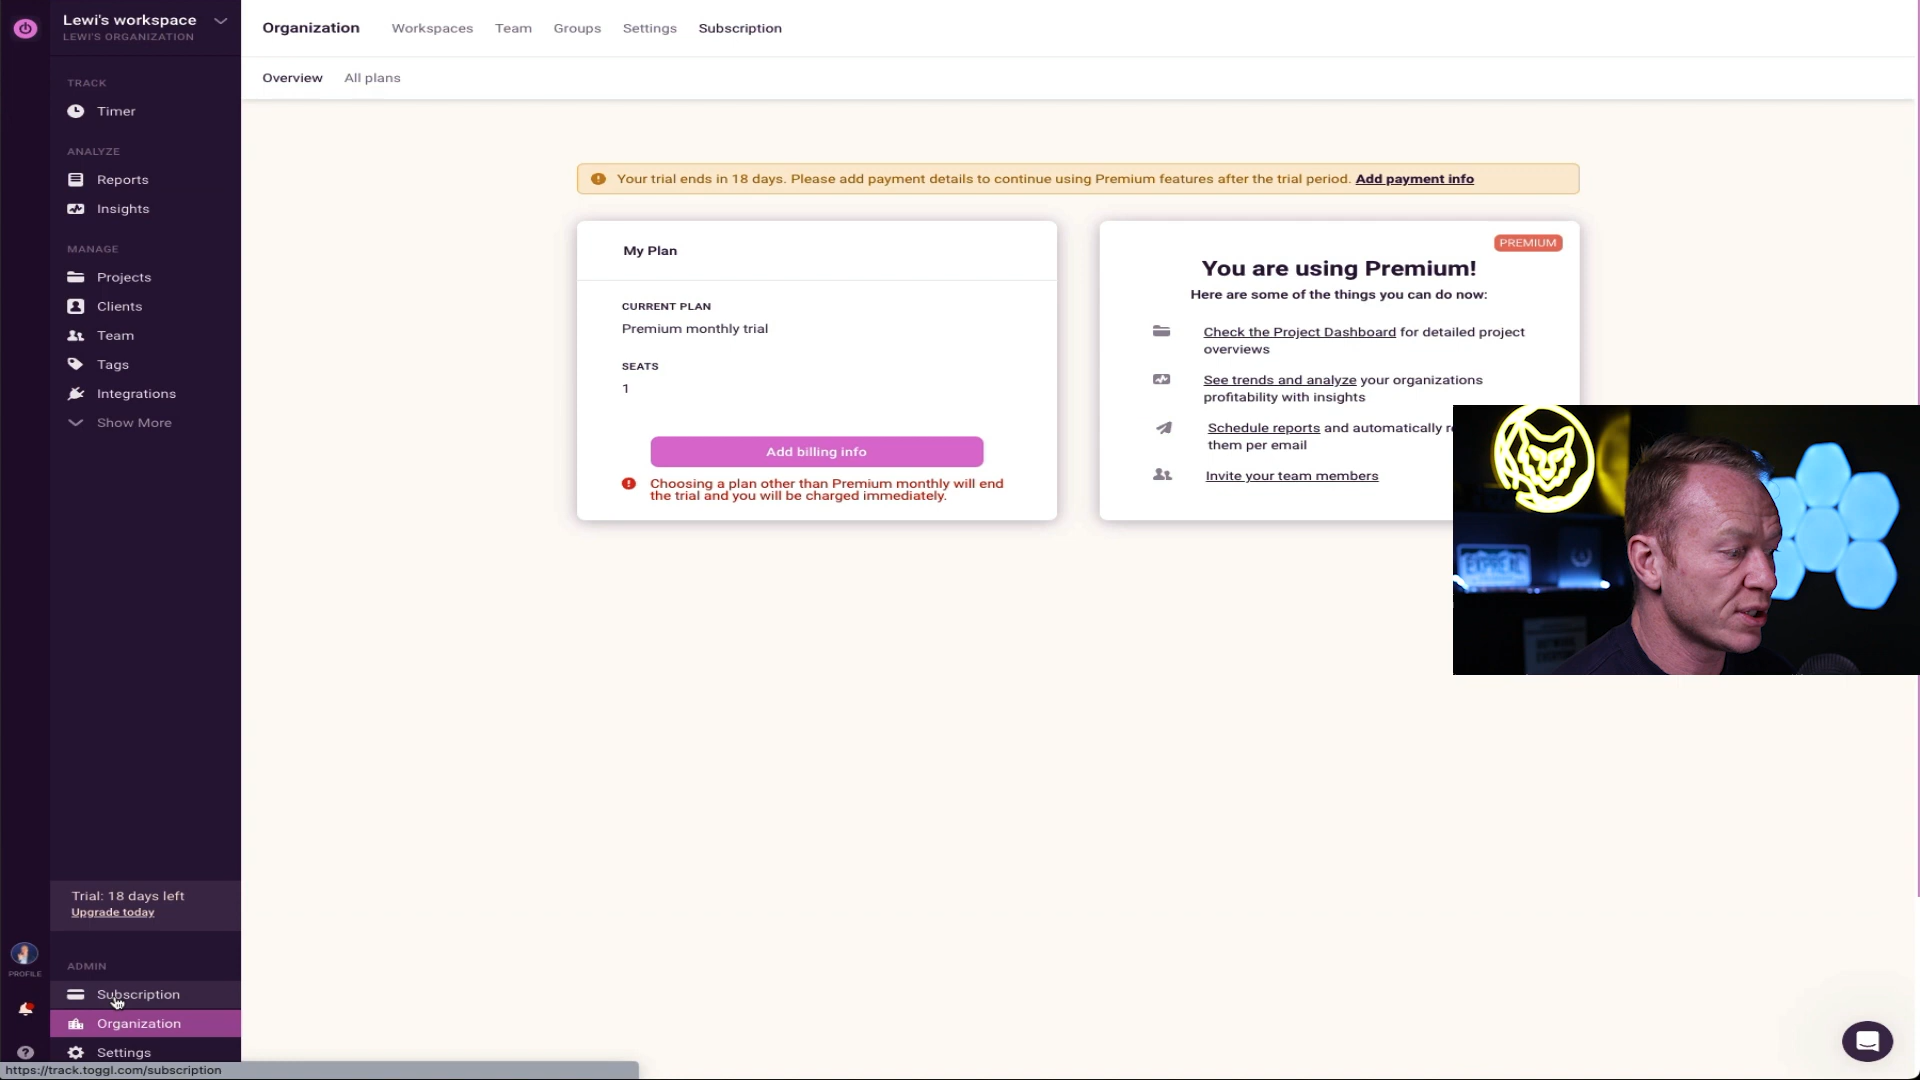 Lewi's workspace
LEWI'S ORGANIZATION
TRACK
Timer
ANALYZE
Reports
Insights
MANAGE
Projects
Clients
Team
Tags
Integrations
Show More
Trial: 18 days left
Upgrade today
ADMIN
Subscription
Organization
Settings
PROFILE
https://track.toggl.com/subscription
Organization Workspaces Team Groups Settings Subscription
Overview All plans
Your trial ends in 18 days. Please add payment details to continue using Premium features after the trial period. Add payment info
My Plan
CURRENT PLAN
Premium monthly trial
SEATS
1
Add billing info
Choosing a plan other than Premium monthly will end
the trial and you will be charged immediately.
PREMIUM
You are using Premium!
Here are some of the things you can do now:
Check the Project Dashboard for detailed project
overviews
See trends and analyze your organizations
profitability with insights
Schedule reports and automatically
them per email
Invite your team members